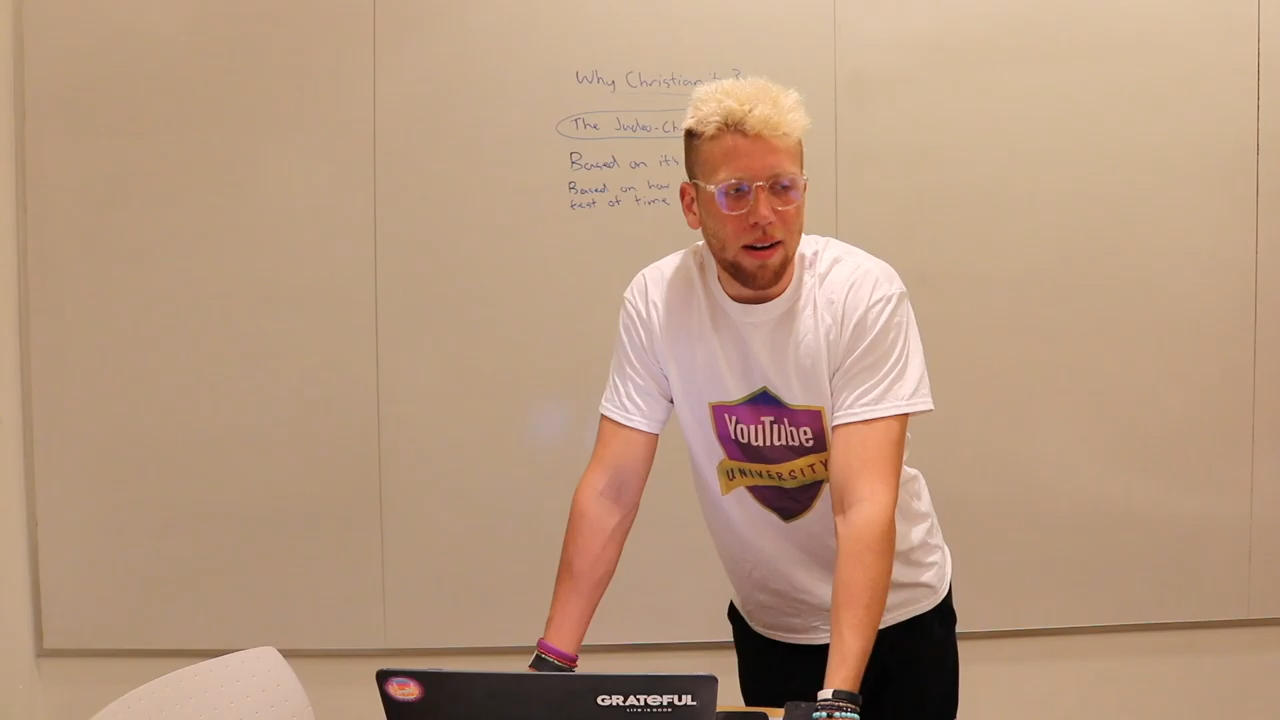 Why Christianity?
The Judeo-Ch
Based on it's
Based on how
test of time
YouTube
UNIVERSITY
GRATEFUL
LIFE IS GOOD